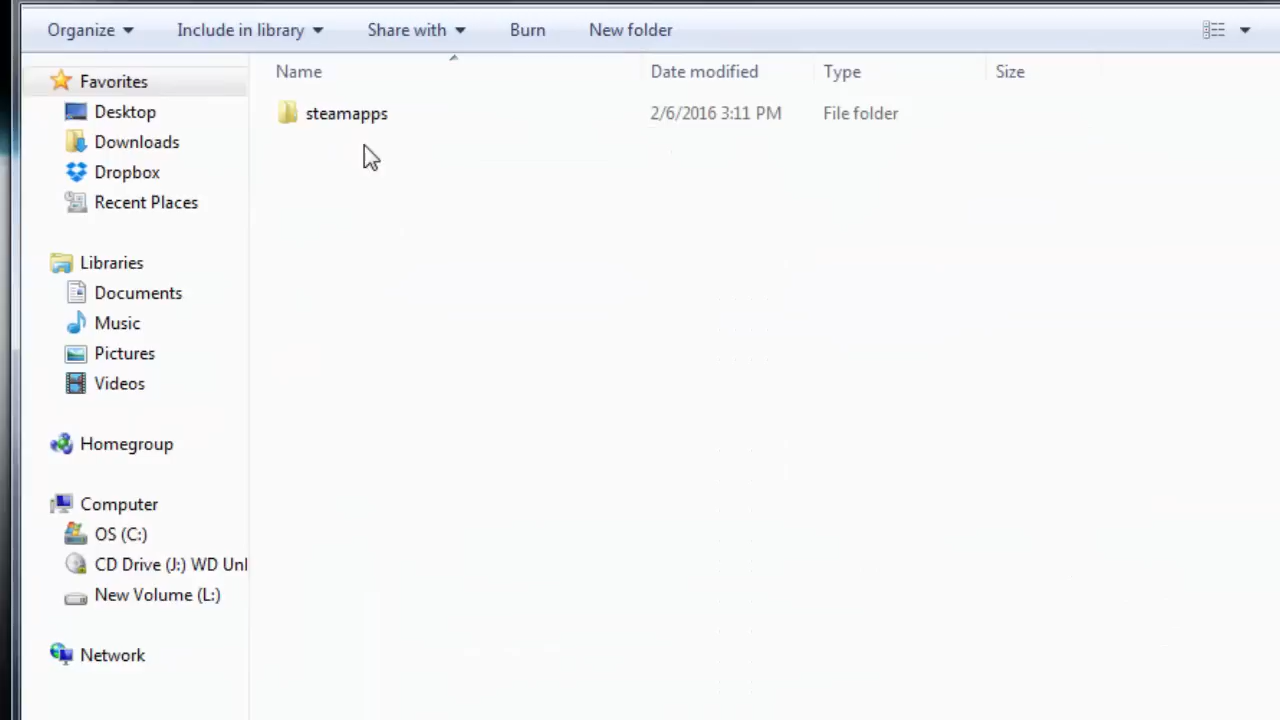 Organize Include in library Share with Burn New folder
Name Date modified Type Size
steamapps 2/6/2016 3:11 PM File folder
Favorites
Desktop
Downloads
Dropbox
Recent Places
Libraries
Documents
Music
Pictures
Videos
Homegroup
Computer
OS (C:)
CD Drive (J:) WD Unl
New Volume (L:)
Network